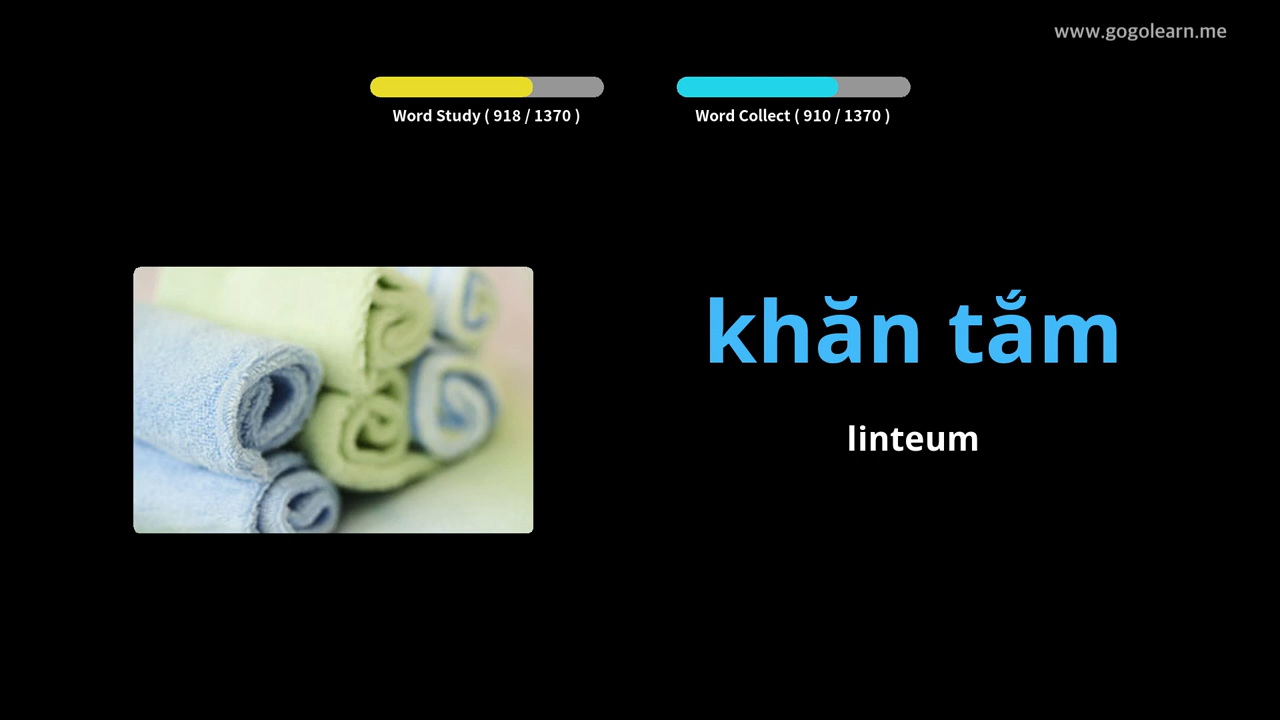 www.gogolearn.me
Word Study ( 918 / 1370 )
Word Collect ( 910 / 1370 )
khăn tắm
linteum